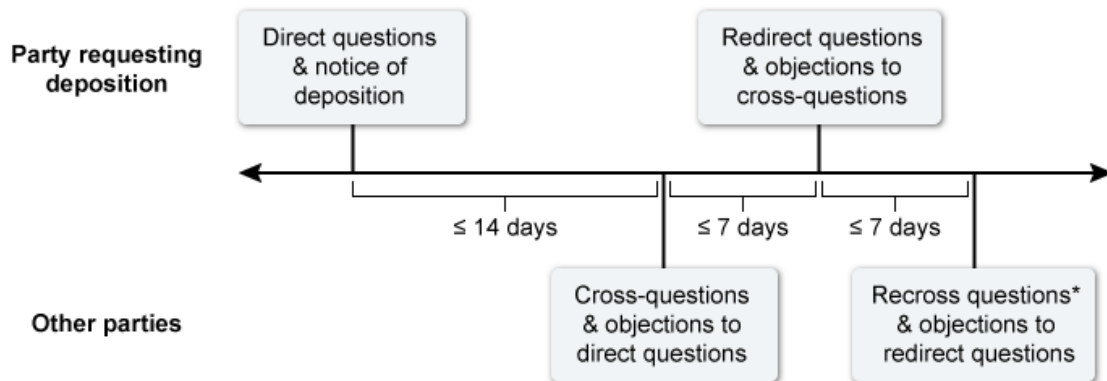 Party requesting
deposition
Direct questions
& notice of
deposition
Redirect questions
& objections to
cross-questions
≤ 14 days
≤ 7 days
≤ 7 days
Other parties
Cross-questions
& objections to
direct questions
Recross questions*
& objections to
redirect questions